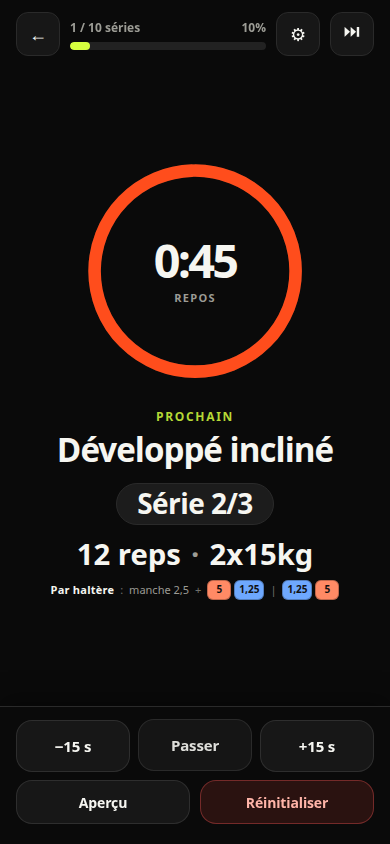 ← 1 / 10 séries 10% ⚙ ⏭
0:45
REPOS
PROCHAIN
Développé incliné
Série 2/3
12 reps · 2x15kg
Par haltère : manche 2,5 + 5 1,25 | 1,25 5
−15 s Passer +15 s
Aperçu Réinitialiser